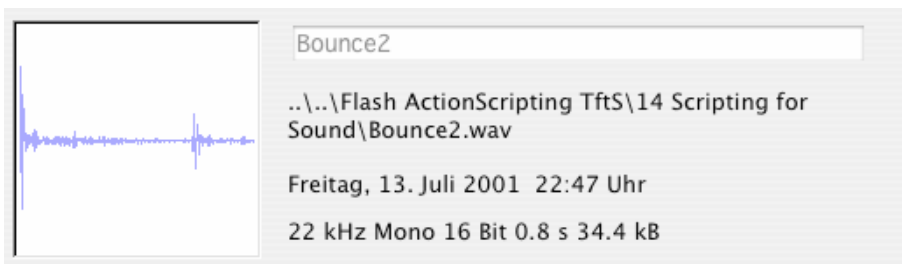 Bounce2
..\..\Flash ActionScripting TftS\14 Scripting for
Sound\Bounce2.wav
Freitag, 13. Juli 2001  22:47 Uhr
22 kHz Mono 16 Bit 0.8 s 34.4 kB